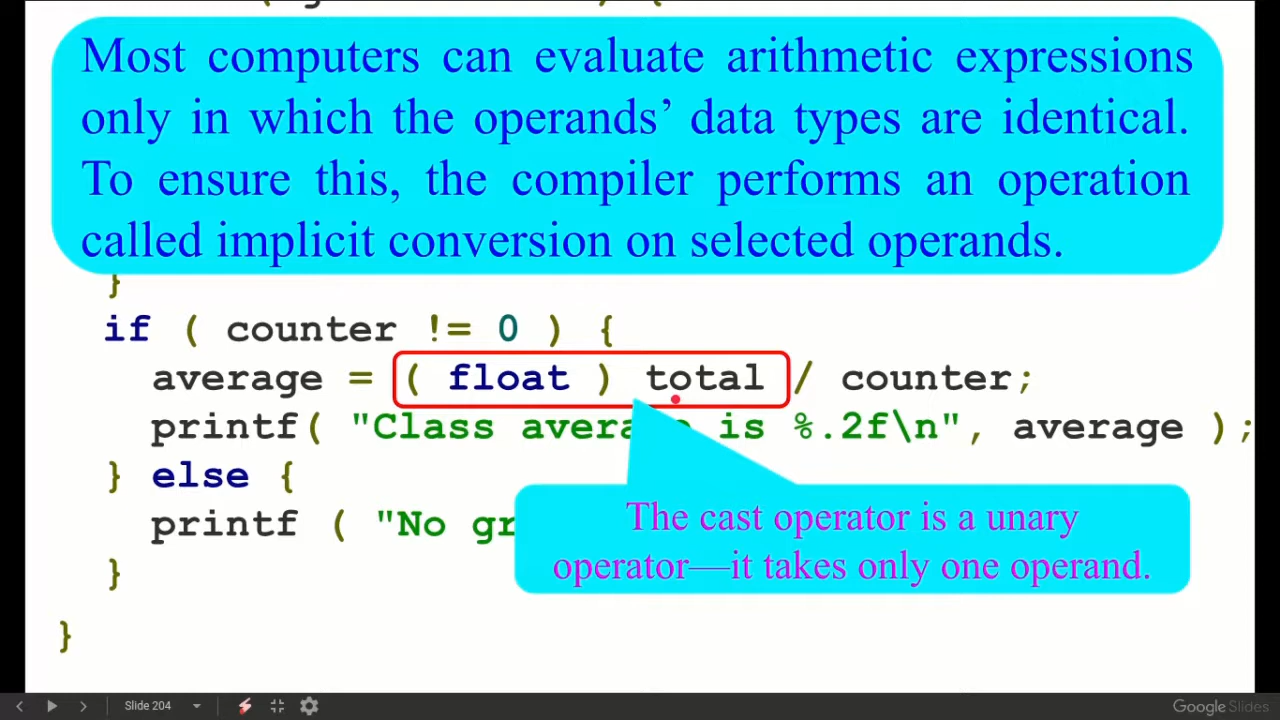 Most computers can evaluate arithmetic expressions
only in which the operands’ data types are identical.
To ensure this, the compiler performs an operation
called implicit conversion on selected operands.
}
if ( counter != 0 ) {
average = ( float ) total / counter;
printf( "Class average is %.2f\n", average );
} else {
printf ( "No
The cast operator is a unary
operator—it takes only one operand.
}
}
Slide 204
Google Slides